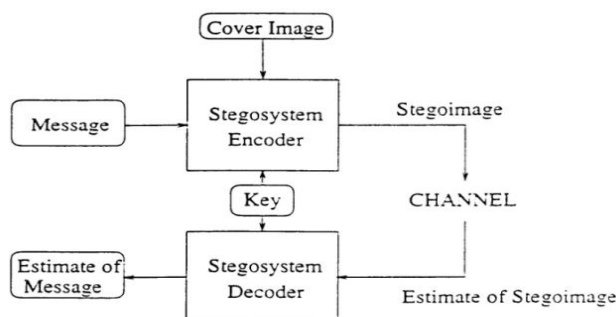 Cover Image
Message
Stegosystem
Encoder
Stegoimage
Key
CHANNEL
Estimate of
Message
Stegosystem
Decoder
Estimate of Stegoimage